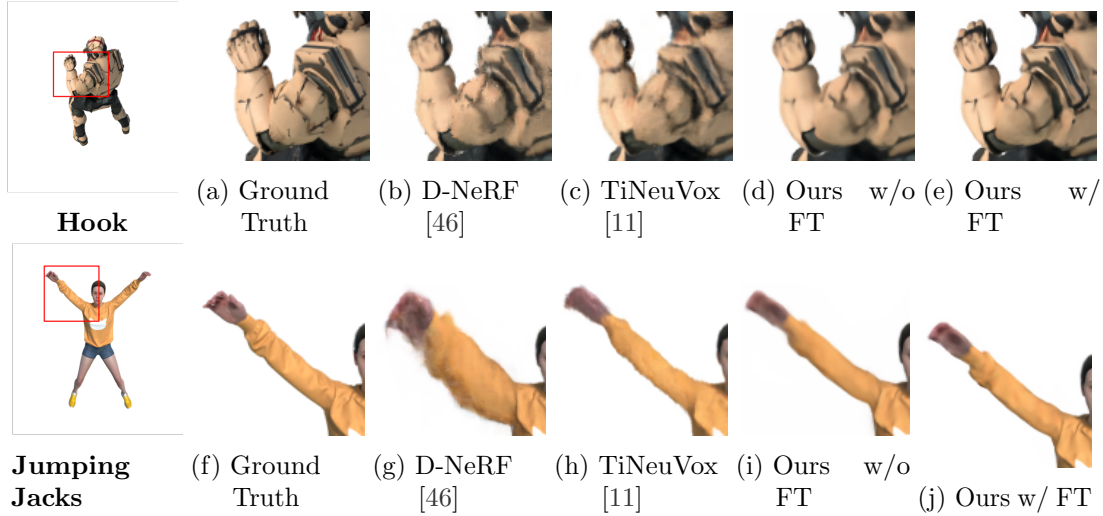 (a) Ground Truth
(b) D-NeRF [46]
(c) TiNeuVox [11]
(d) Ours w/o FT
(e) Ours w/ FT
Hook
(f) Ground Truth
(g) D-NeRF [46]
(h) TiNeuVox [11]
(i) Ours w/o FT
(j) Ours w/ FT
Jumping Jacks